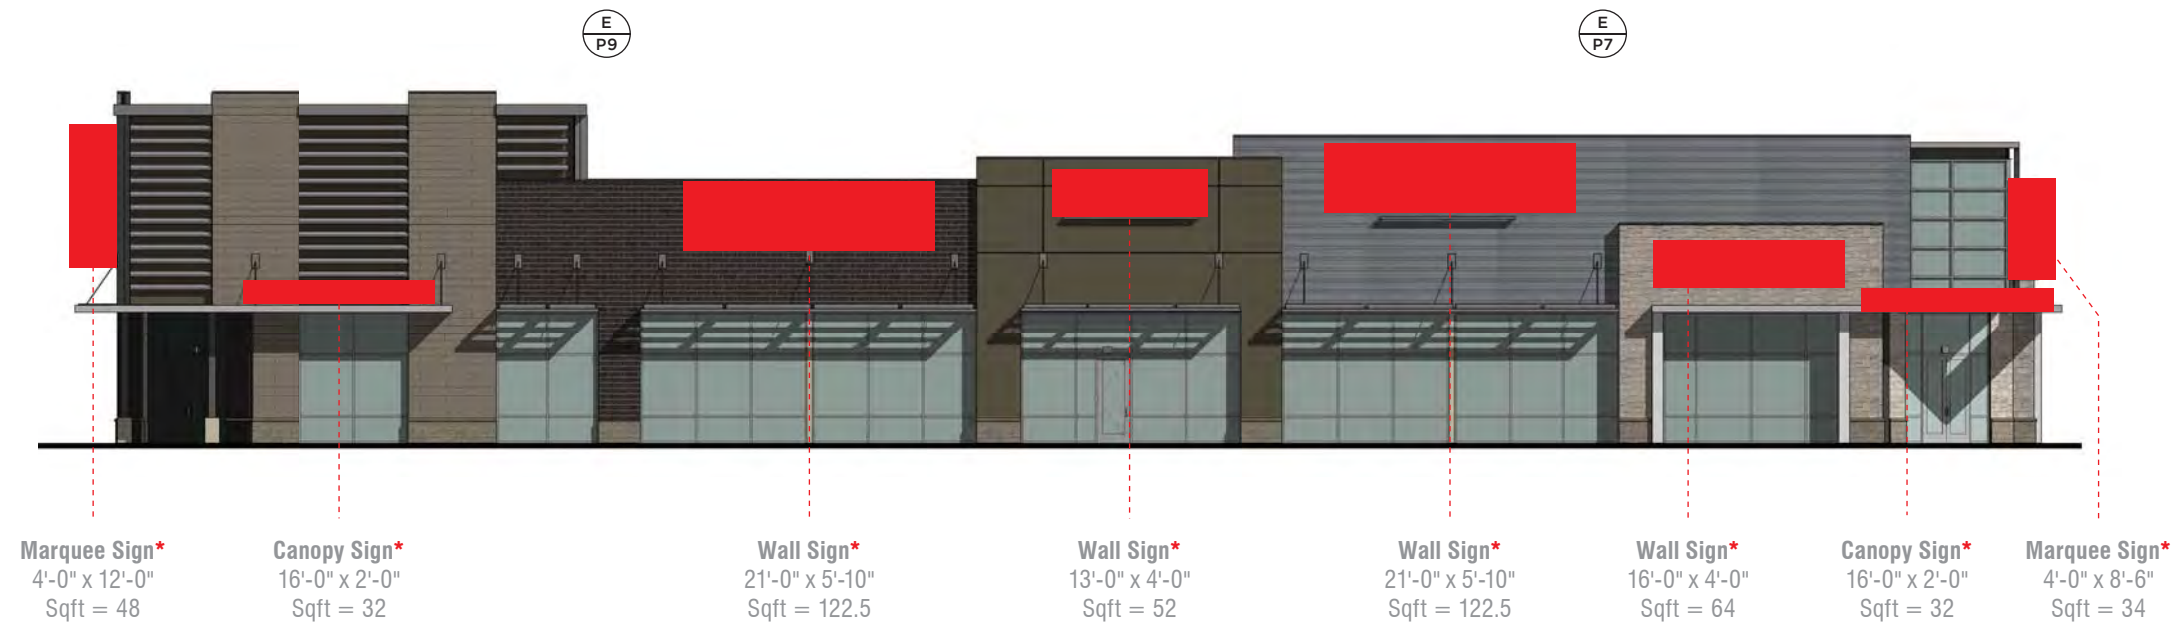 E
P9
E
P7
Marquee Sign*
4'-0" x 12'-0"
Sqft = 48
Canopy Sign*
16'-0" x 2'-0"
Sqft = 32
Wall Sign*
21'-0" x 5'-10"
Sqft = 122.5
Wall Sign*
13'-0" x 4'-0"
Sqft = 52
Wall Sign*
21'-0" x 5'-10"
Sqft = 122.5
Wall Sign*
16'-0" x 4'-0"
Sqft = 64
Canopy Sign*
16'-0" x 2'-0"
Sqft = 32
Marquee Sign*
4'-0" x 8'-6"
Sqft = 34